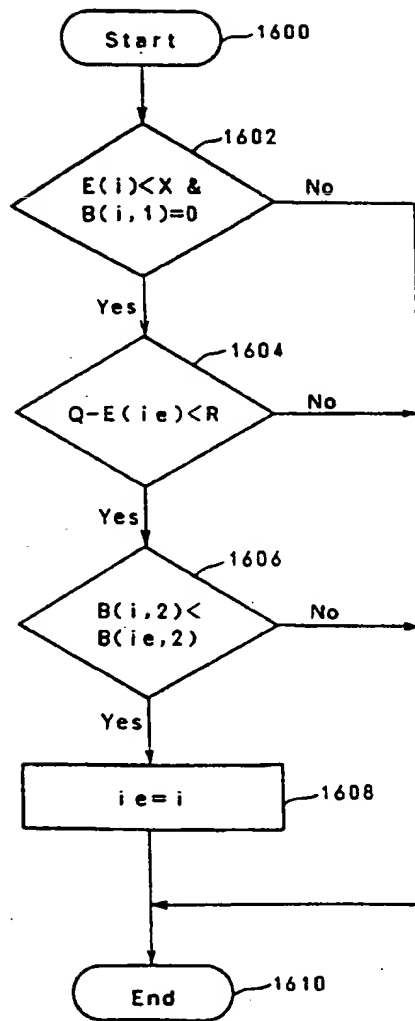 Start
1600
1602
E(i)<X &
B(i,1)=0
No
Yes
1604
Q-E(ie)<R
No
Yes
1606
B(i,2)<
B(ie,2)
No
Yes
ie=i
1608
End
1610